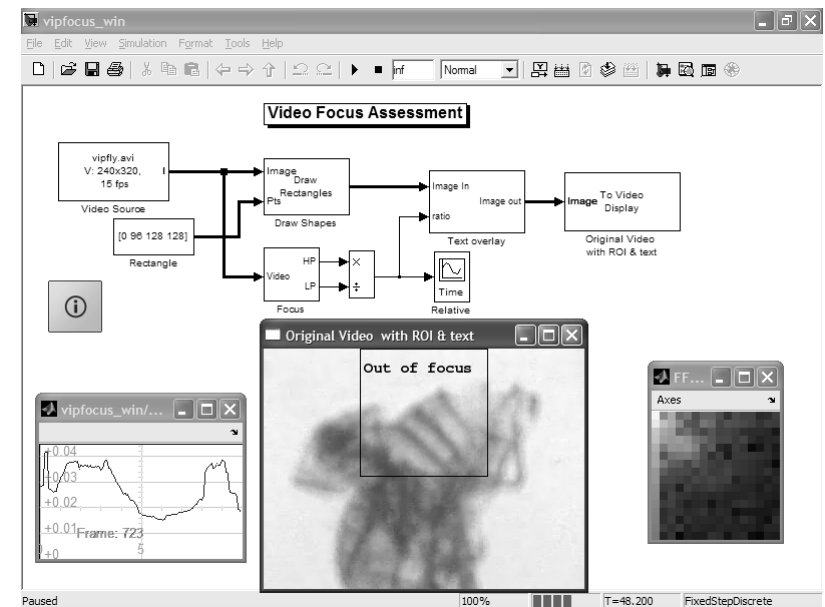 vipfocus_win
File Edit View Simulation Format Tools Help
inf Normal
Video Focus Assessment
vipfly.avi
V: 240x320,
15 fps
I
Video Source
[0 96 128 128]
Rectangle
Image
Draw
Rectangles
Pts
Draw Shapes
Video
HP
LP
Focus
×
÷
Image In
Image out
ratio
Text overlay
Time
Relative
Image
To Video
Display
Original Video
with ROI & text
Original Video with ROI & text
Out of focus
vipfocus_win/...
+0.04
+0.03
+0.02
+0.01
Frame: 723
+0
5
FF...
Axes
Paused 100% T=48.200 FixedStepDiscrete